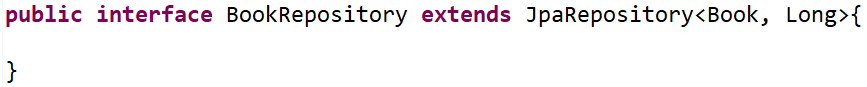 public interface BookRepository extends JpaRepository<Book, Long>{
}